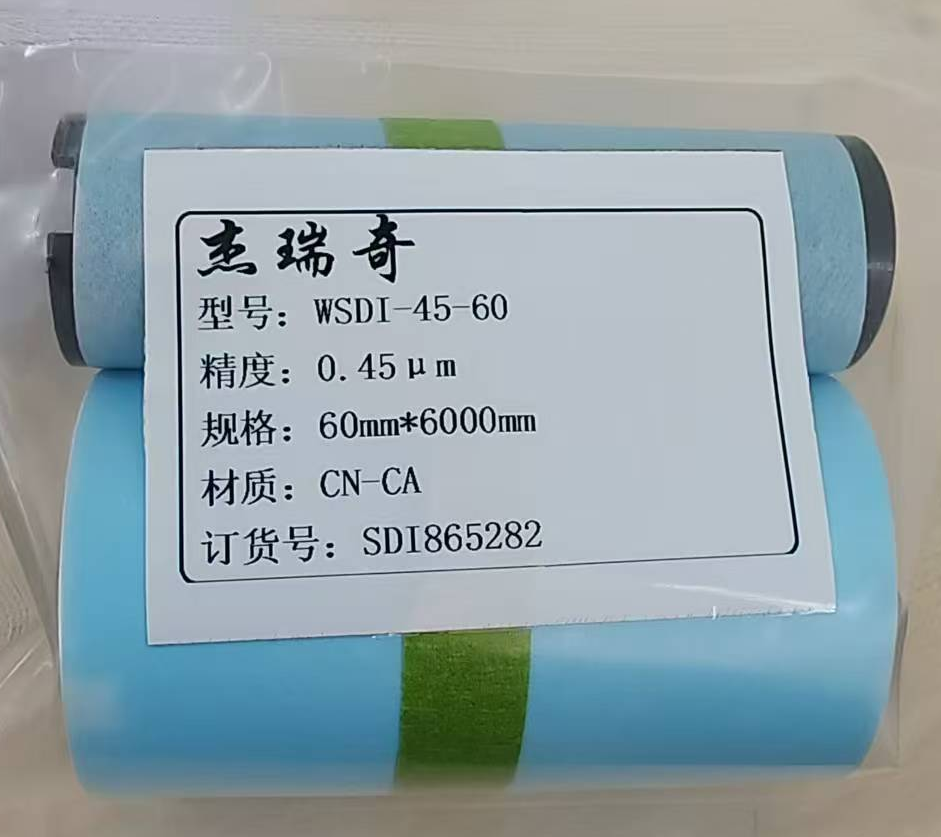 杰瑞奇
型号：WSDI-45-60
精度：0.45μm
规格：60mm*6000mm
材质：CN-CA
订货号：SDI865282